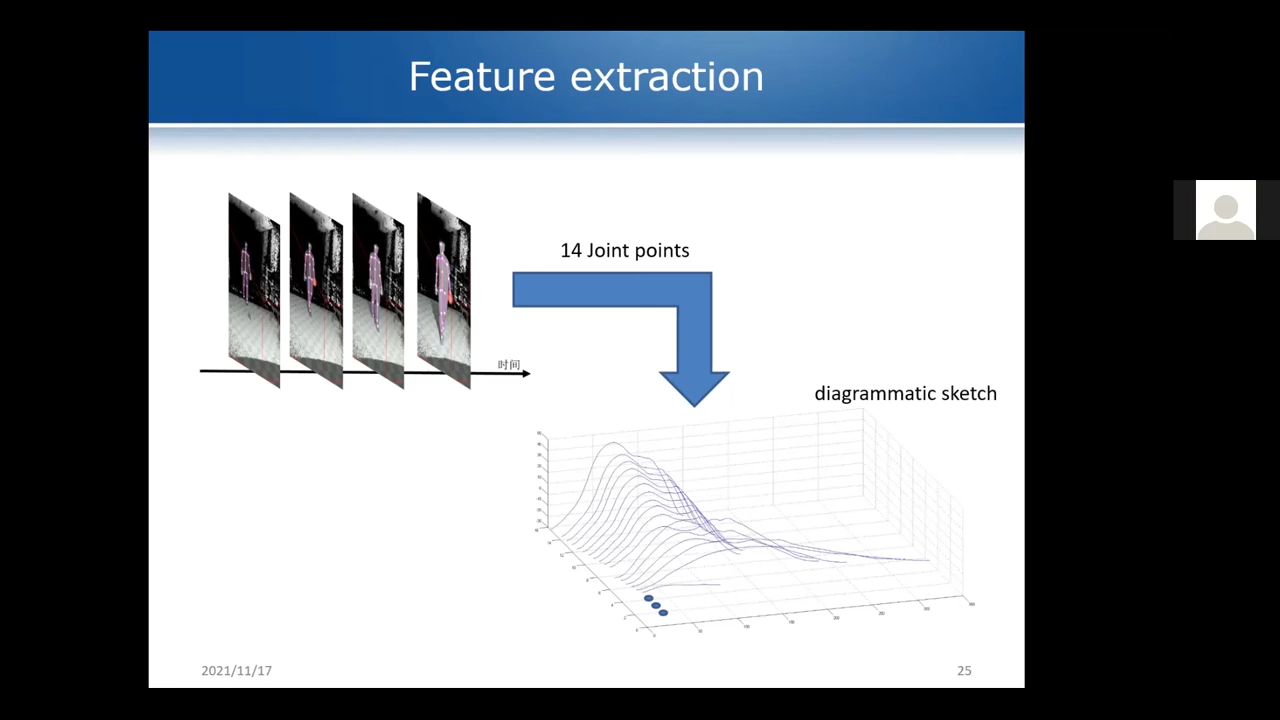 Feature extraction
14 Joint points
时间
diagrammatic sketch
2021/11/17
25